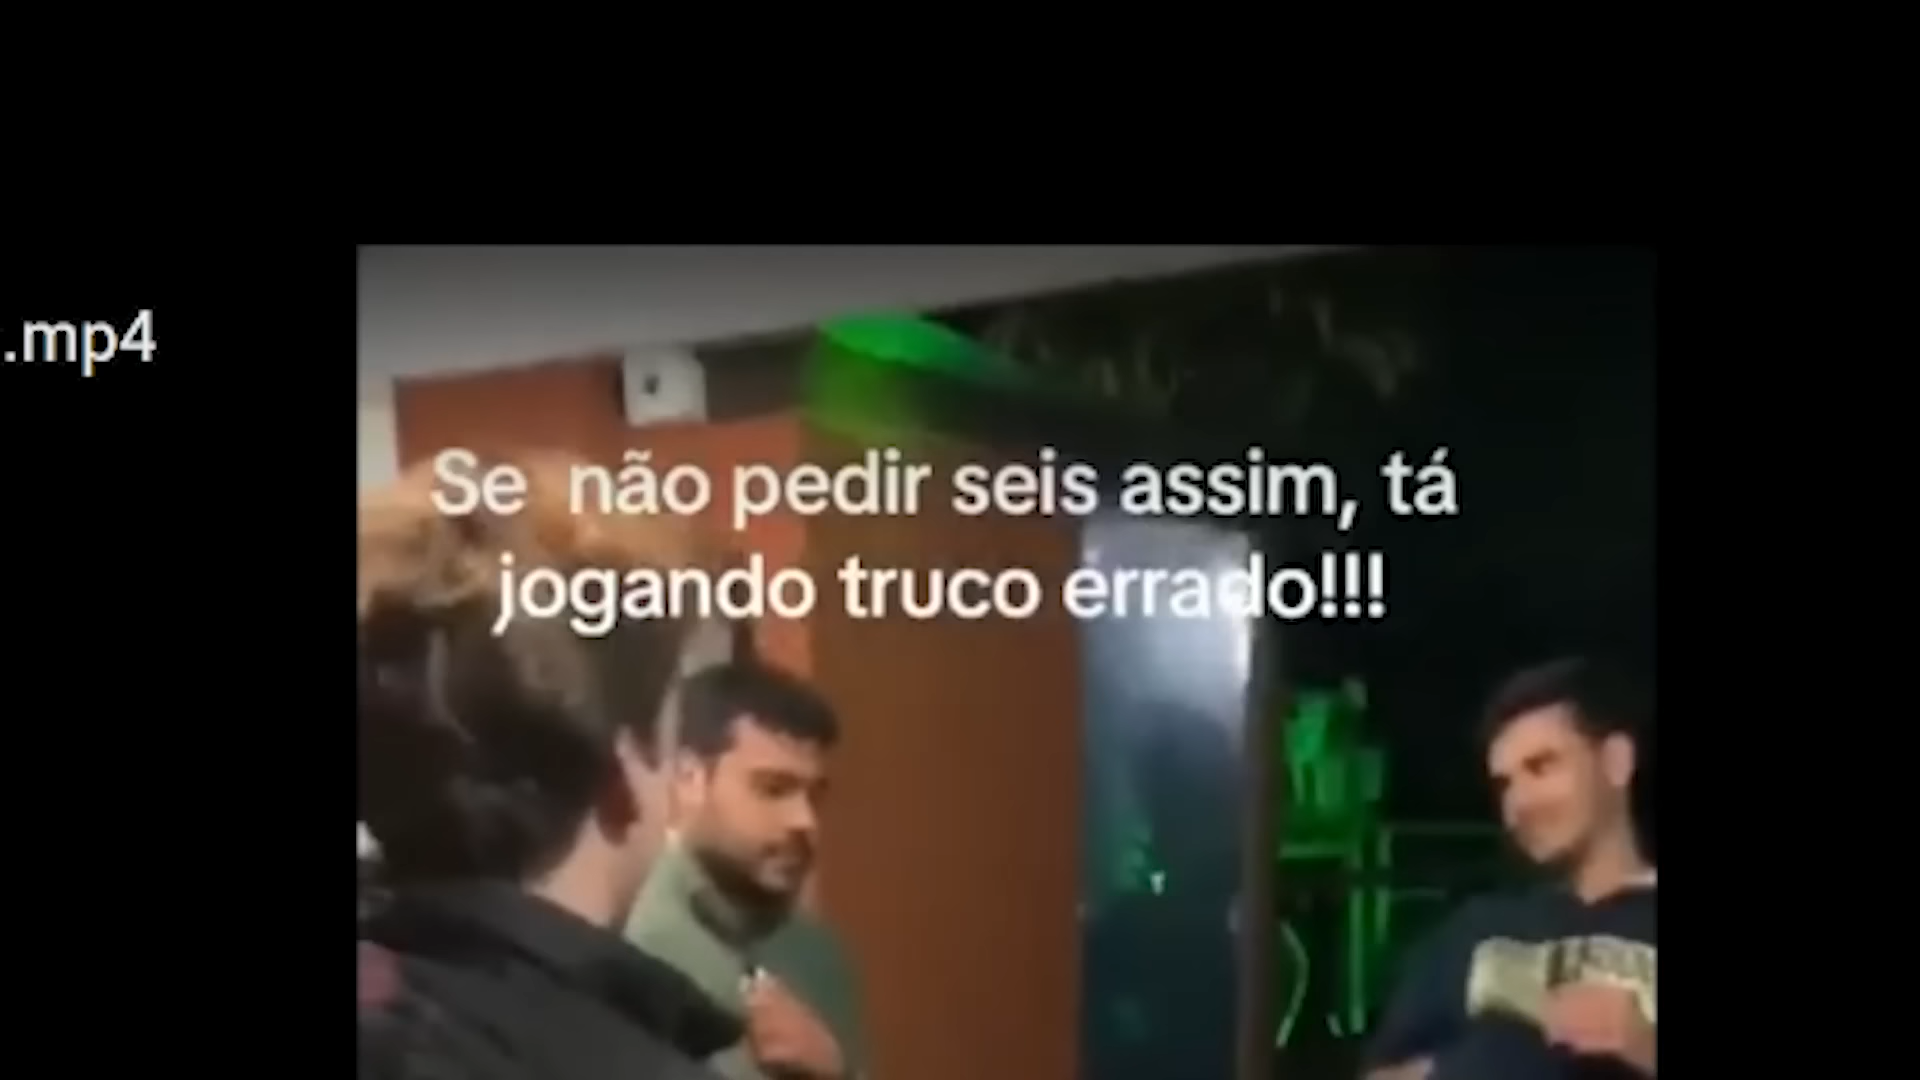 .mp4
Se não pedir seis assim, tá
jogando truco errado!!!